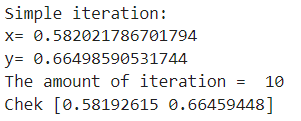 Simple iteration:
x= 0.582021786701794
y= 0.66498590531744
The amount of iteration =  10
Chek [0.58192615 0.66459448]